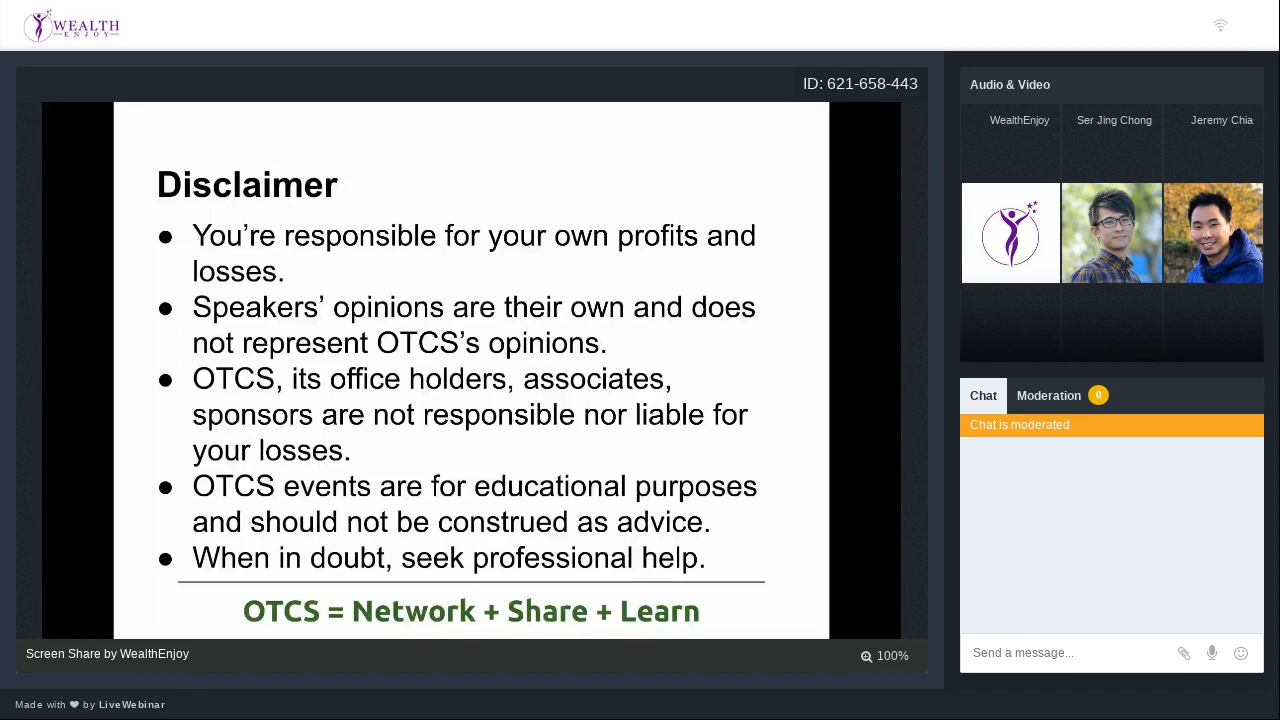 WEALTH
ENJOY
ID: 621-658-443
Disclaimer
● You’re responsible for your own profits and
losses.
● Speakers’ opinions are their own and does
not represent OTCS’s opinions.
● OTCS, its office holders, associates,
sponsors are not responsible nor liable for
your losses.
● OTCS events are for educational purposes
and should not be construed as advice.
● When in doubt, seek professional help.
OTCS = Network + Share + Learn
Screen Share by WealthEnjoy
100%
Audio & Video
WealthEnjoy
Ser Jing Chong
Jeremy Chia
Chat
Moderation 0
Chat is moderated
Send a message...
Made with ❤ by LiveWebinar